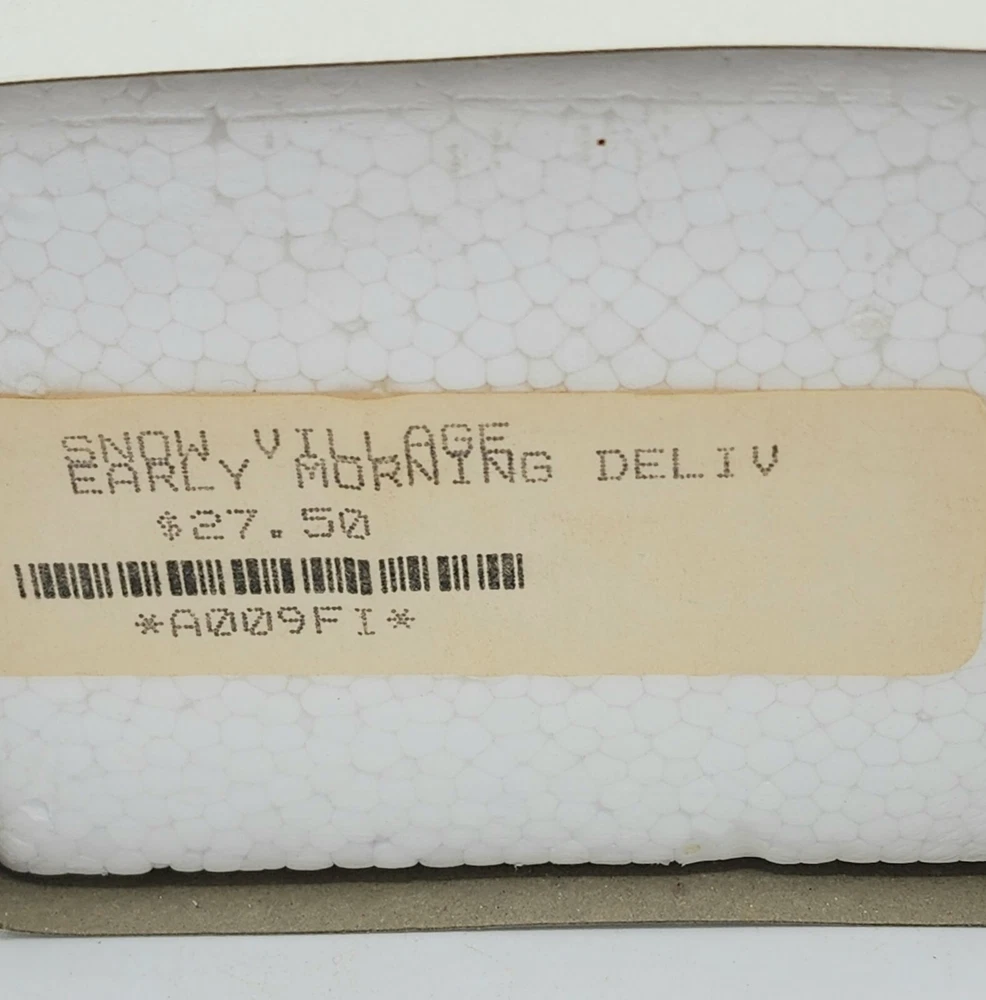 SNOW VILLAGE
EARLY MORNING DELIV
$27.50
*A009FI*